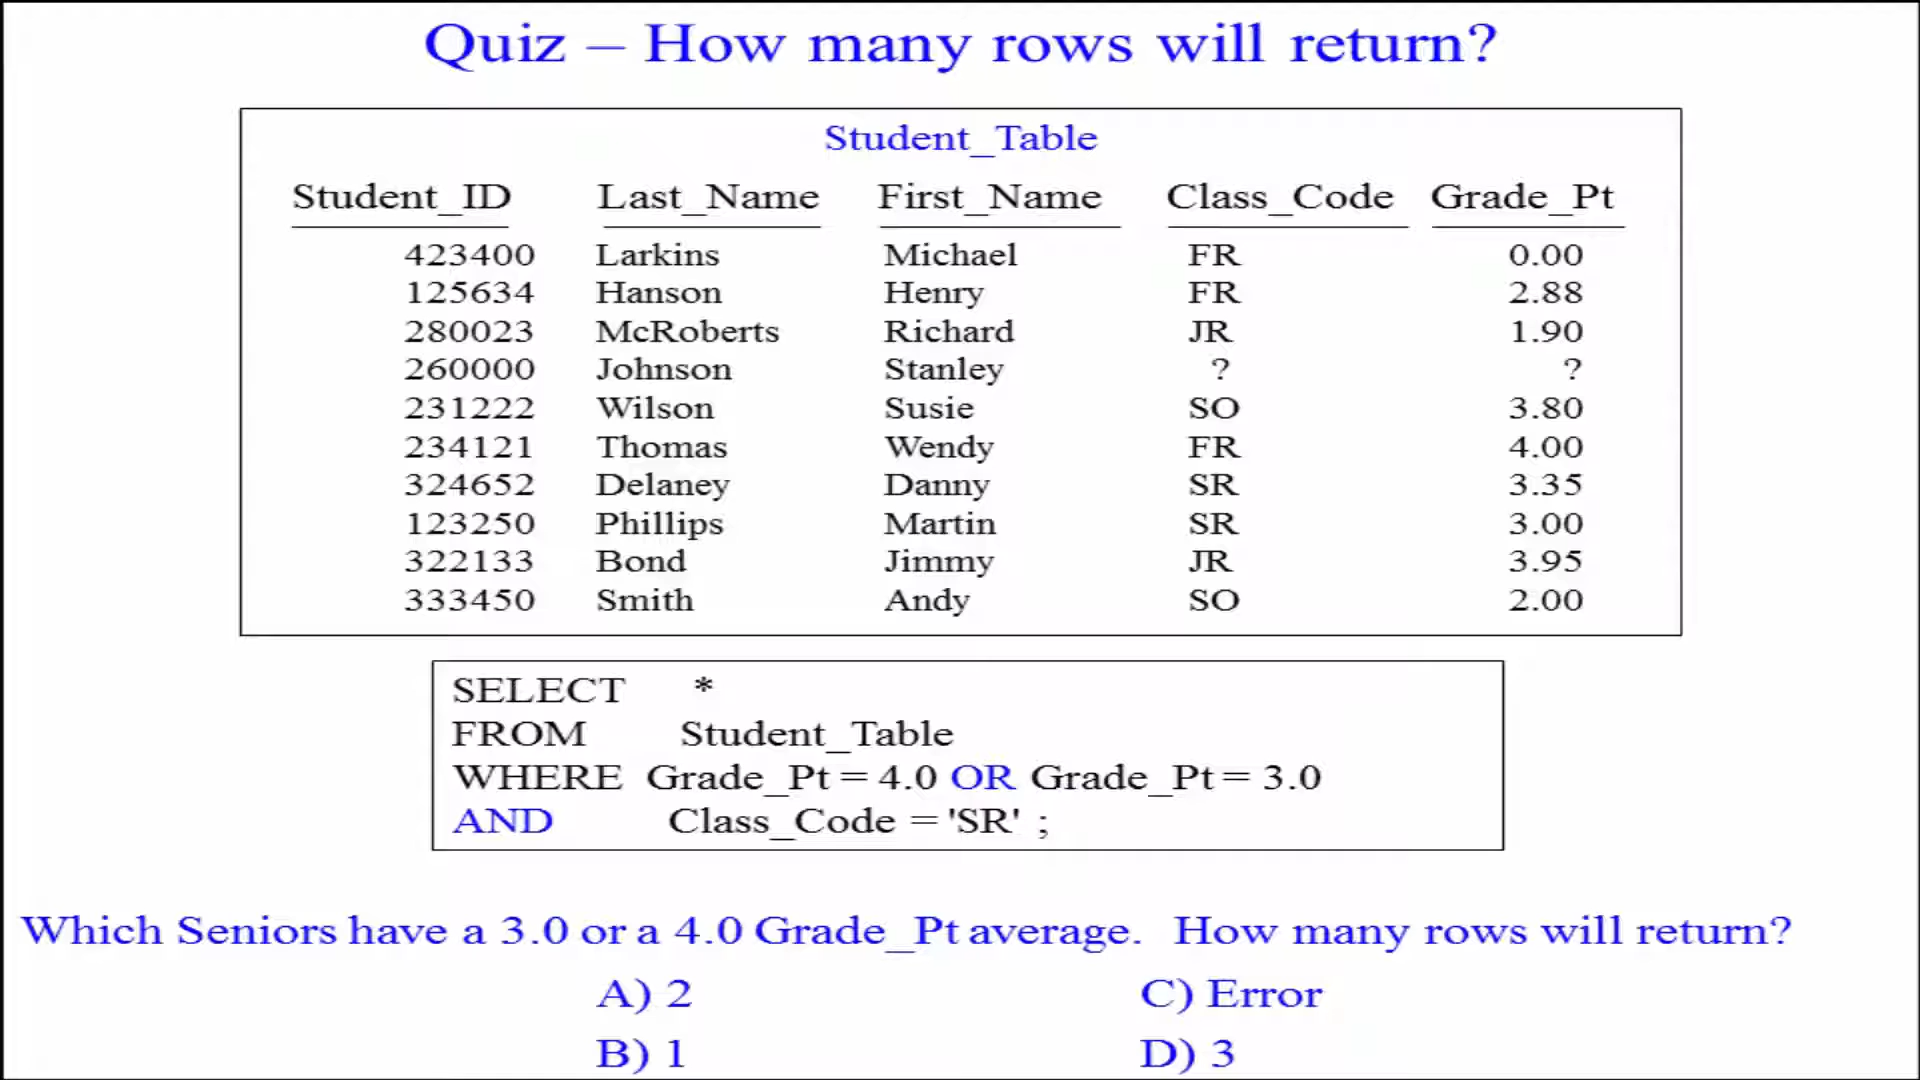 Quiz – How many rows will return?
Student_Table
Student_ID Last_Name First_Name Class_Code Grade_Pt
423400 Larkins Michael FR 0.00
125634 Hanson Henry FR 2.88
280023 McRoberts Richard JR 1.90
260000 Johnson Stanley ? ?
231222 Wilson Susie SO 3.80
234121 Thomas Wendy FR 4.00
324652 Delaney Danny SR 3.35
123250 Phillips Martin SR 3.00
322133 Bond Jimmy JR 3.95
333450 Smith Andy SO 2.00
SELECT *
FROM Student_Table
WHERE Grade_Pt = 4.0 OR Grade_Pt = 3.0
AND Class_Code = 'SR' ;
Which Seniors have a 3.0 or a 4.0 Grade_Pt average. How many rows will return?
A) 2 C) Error
B) 1 D) 3